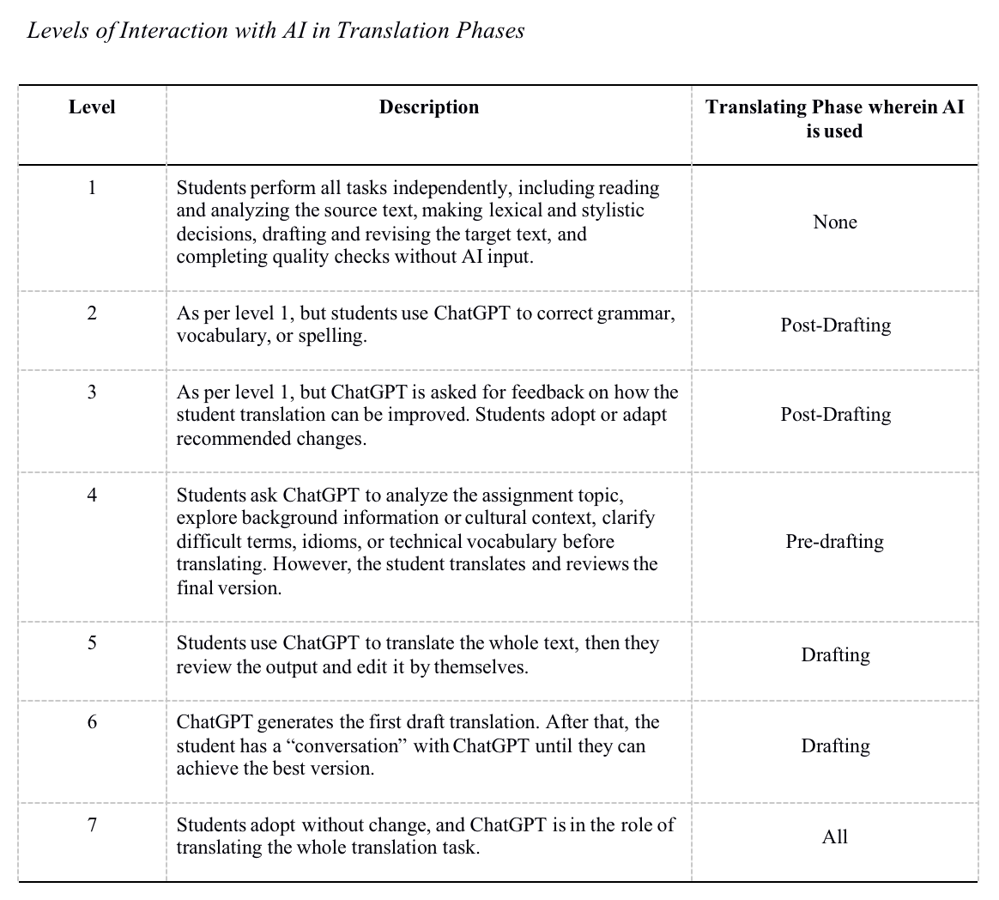 Levels of Interaction with AI in Translation Phases
Level
Description
Translating Phase wherein AI
is used
1
Students perform all tasks independently, including reading
and analyzing the source text, making lexical and stylistic
decisions, drafting and revising the target text, and
completing quality checks without AI input.
None
2
As per level 1, but students use ChatGPT to correct grammar,
vocabulary, or spelling.
Post-Drafting
3
As per level 1, but ChatGPT is asked for feedback on how the
student translation can be improved. Students adopt or adapt
recommended changes.
Post-Drafting
4
Students ask ChatGPT to analyze the assignment topic,
explore background information or cultural context, clarify
difficult terms, idioms, or technical vocabulary before
translating. However, the student translates and reviews the
final version.
Pre-drafting
5
Students use ChatGPT to translate the whole text, then they
review the output and edit it by themselves.
Drafting
6
ChatGPT generates the first draft translation. After that, the
student has a “conversation” with ChatGPT until they can
achieve the best version.
Drafting
7
Students adopt without change, and ChatGPT is in the role of
translating the whole translation task.
All